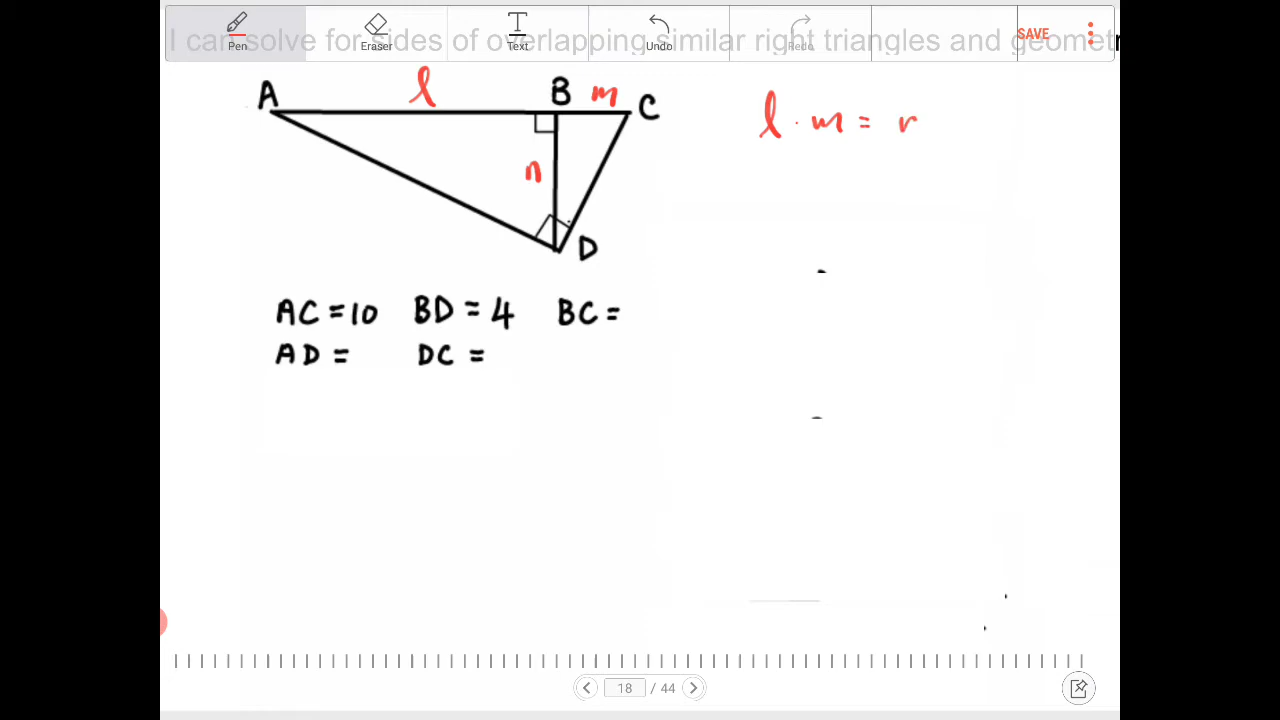 I can solve for sides of overlapping similar right triangles and geomet
Pen Eraser Text Undo Redo SAVE
A l B m C
l · m = r
n
D
AC = 10 BD = 4 BC =
AD = DC =
18 / 44